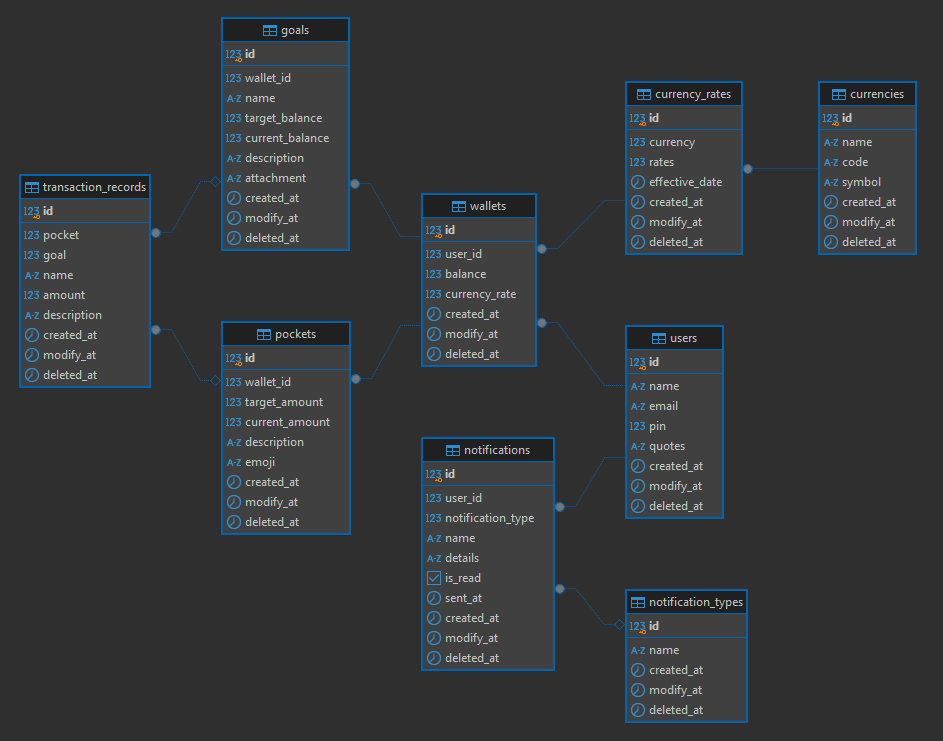 goals
123 id
123 wallet_id
A-Z name
123 target_balance
123 current_balance
A-Z description
A-Z attachment
created_at
modify_at
deleted_at
transaction_records
123 id
123 pocket
123 goal
A-Z name
123 amount
A-Z description
created_at
modify_at
deleted_at
pockets
123 id
123 wallet_id
123 target_amount
123 current_amount
A-Z description
A-Z emoji
created_at
modify_at
deleted_at
wallets
123 id
123 user_id
123 balance
123 currency_rate
created_at
modify_at
deleted_at
notifications
123 id
123 user_id
123 notification_type
A-Z name
A-Z details
is_read
sent_at
created_at
modify_at
deleted_at
currency_rates
123 id
123 currency
123 rates
effective_date
created_at
modify_at
deleted_at
currencies
123 id
A-Z name
A-Z code
A-Z symbol
created_at
modify_at
deleted_at
users
123 id
A-Z name
A-Z email
123 pin
A-Z quotes
created_at
modify_at
deleted_at
notification_types
123 id
A-Z name
created_at
modify_at
deleted_at